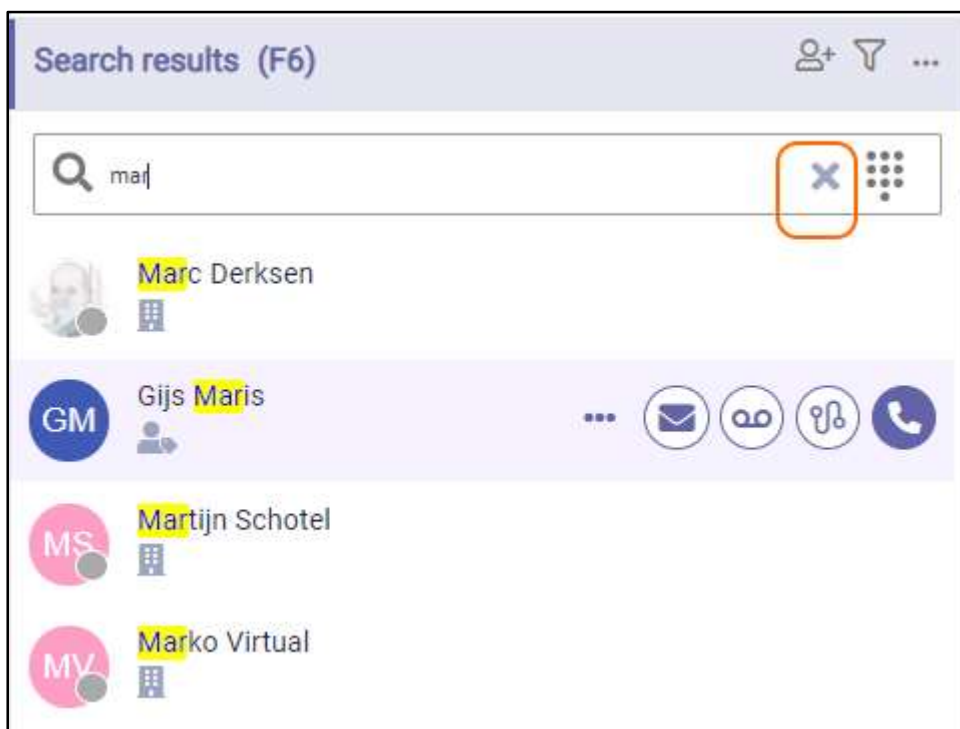 Search results (F6)
mar
Marc Derksen
GM
Gijs Maris
MS
Martijn Schotel
MV
Marko Virtual